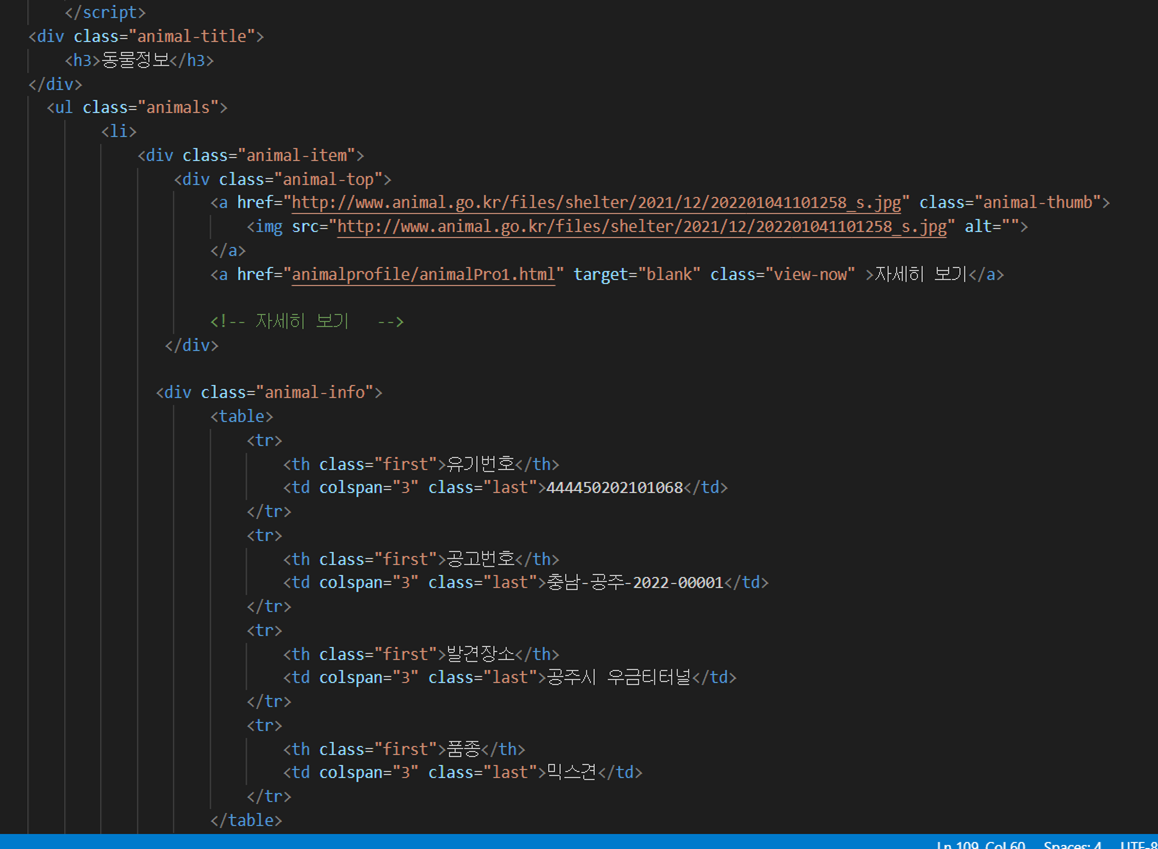 </script>
<div class="animal-title">
<h3>동물정보</h3>
</div>
<ul class="animals">
<li>
<div class="animal-item">
<div class="animal-top">
<a href="http://www.animal.go.kr/files/shelter/2021/12/202201041101258_s.jpg" class="animal-thumb">
<img src="http://www.animal.go.kr/files/shelter/2021/12/202201041101258_s.jpg" alt="">
</a>
<a href="animalprofile/animalPro1.html" target="blank" class="view-now" >자세히 보기</a>
<!-- 자세히 보기   -->
</div>
<div class="animal-info">
<table>
<tr>
<th class="first">유기번호</th>
<td colspan="3" class="last">444450202101068</td>
</tr>
<tr>
<th class="first">공고번호</th>
<td colspan="3" class="last">충남-공주-2022-00001</td>
</tr>
<tr>
<th class="first">발견장소</th>
<td colspan="3" class="last">공주시 우금티터널</td>
</tr>
<tr>
<th class="first">품종</th>
<td colspan="3" class="last">믹스견</td>
</tr>
</table>
Ln 109, Col 60 Spaces: 4 UTF-8